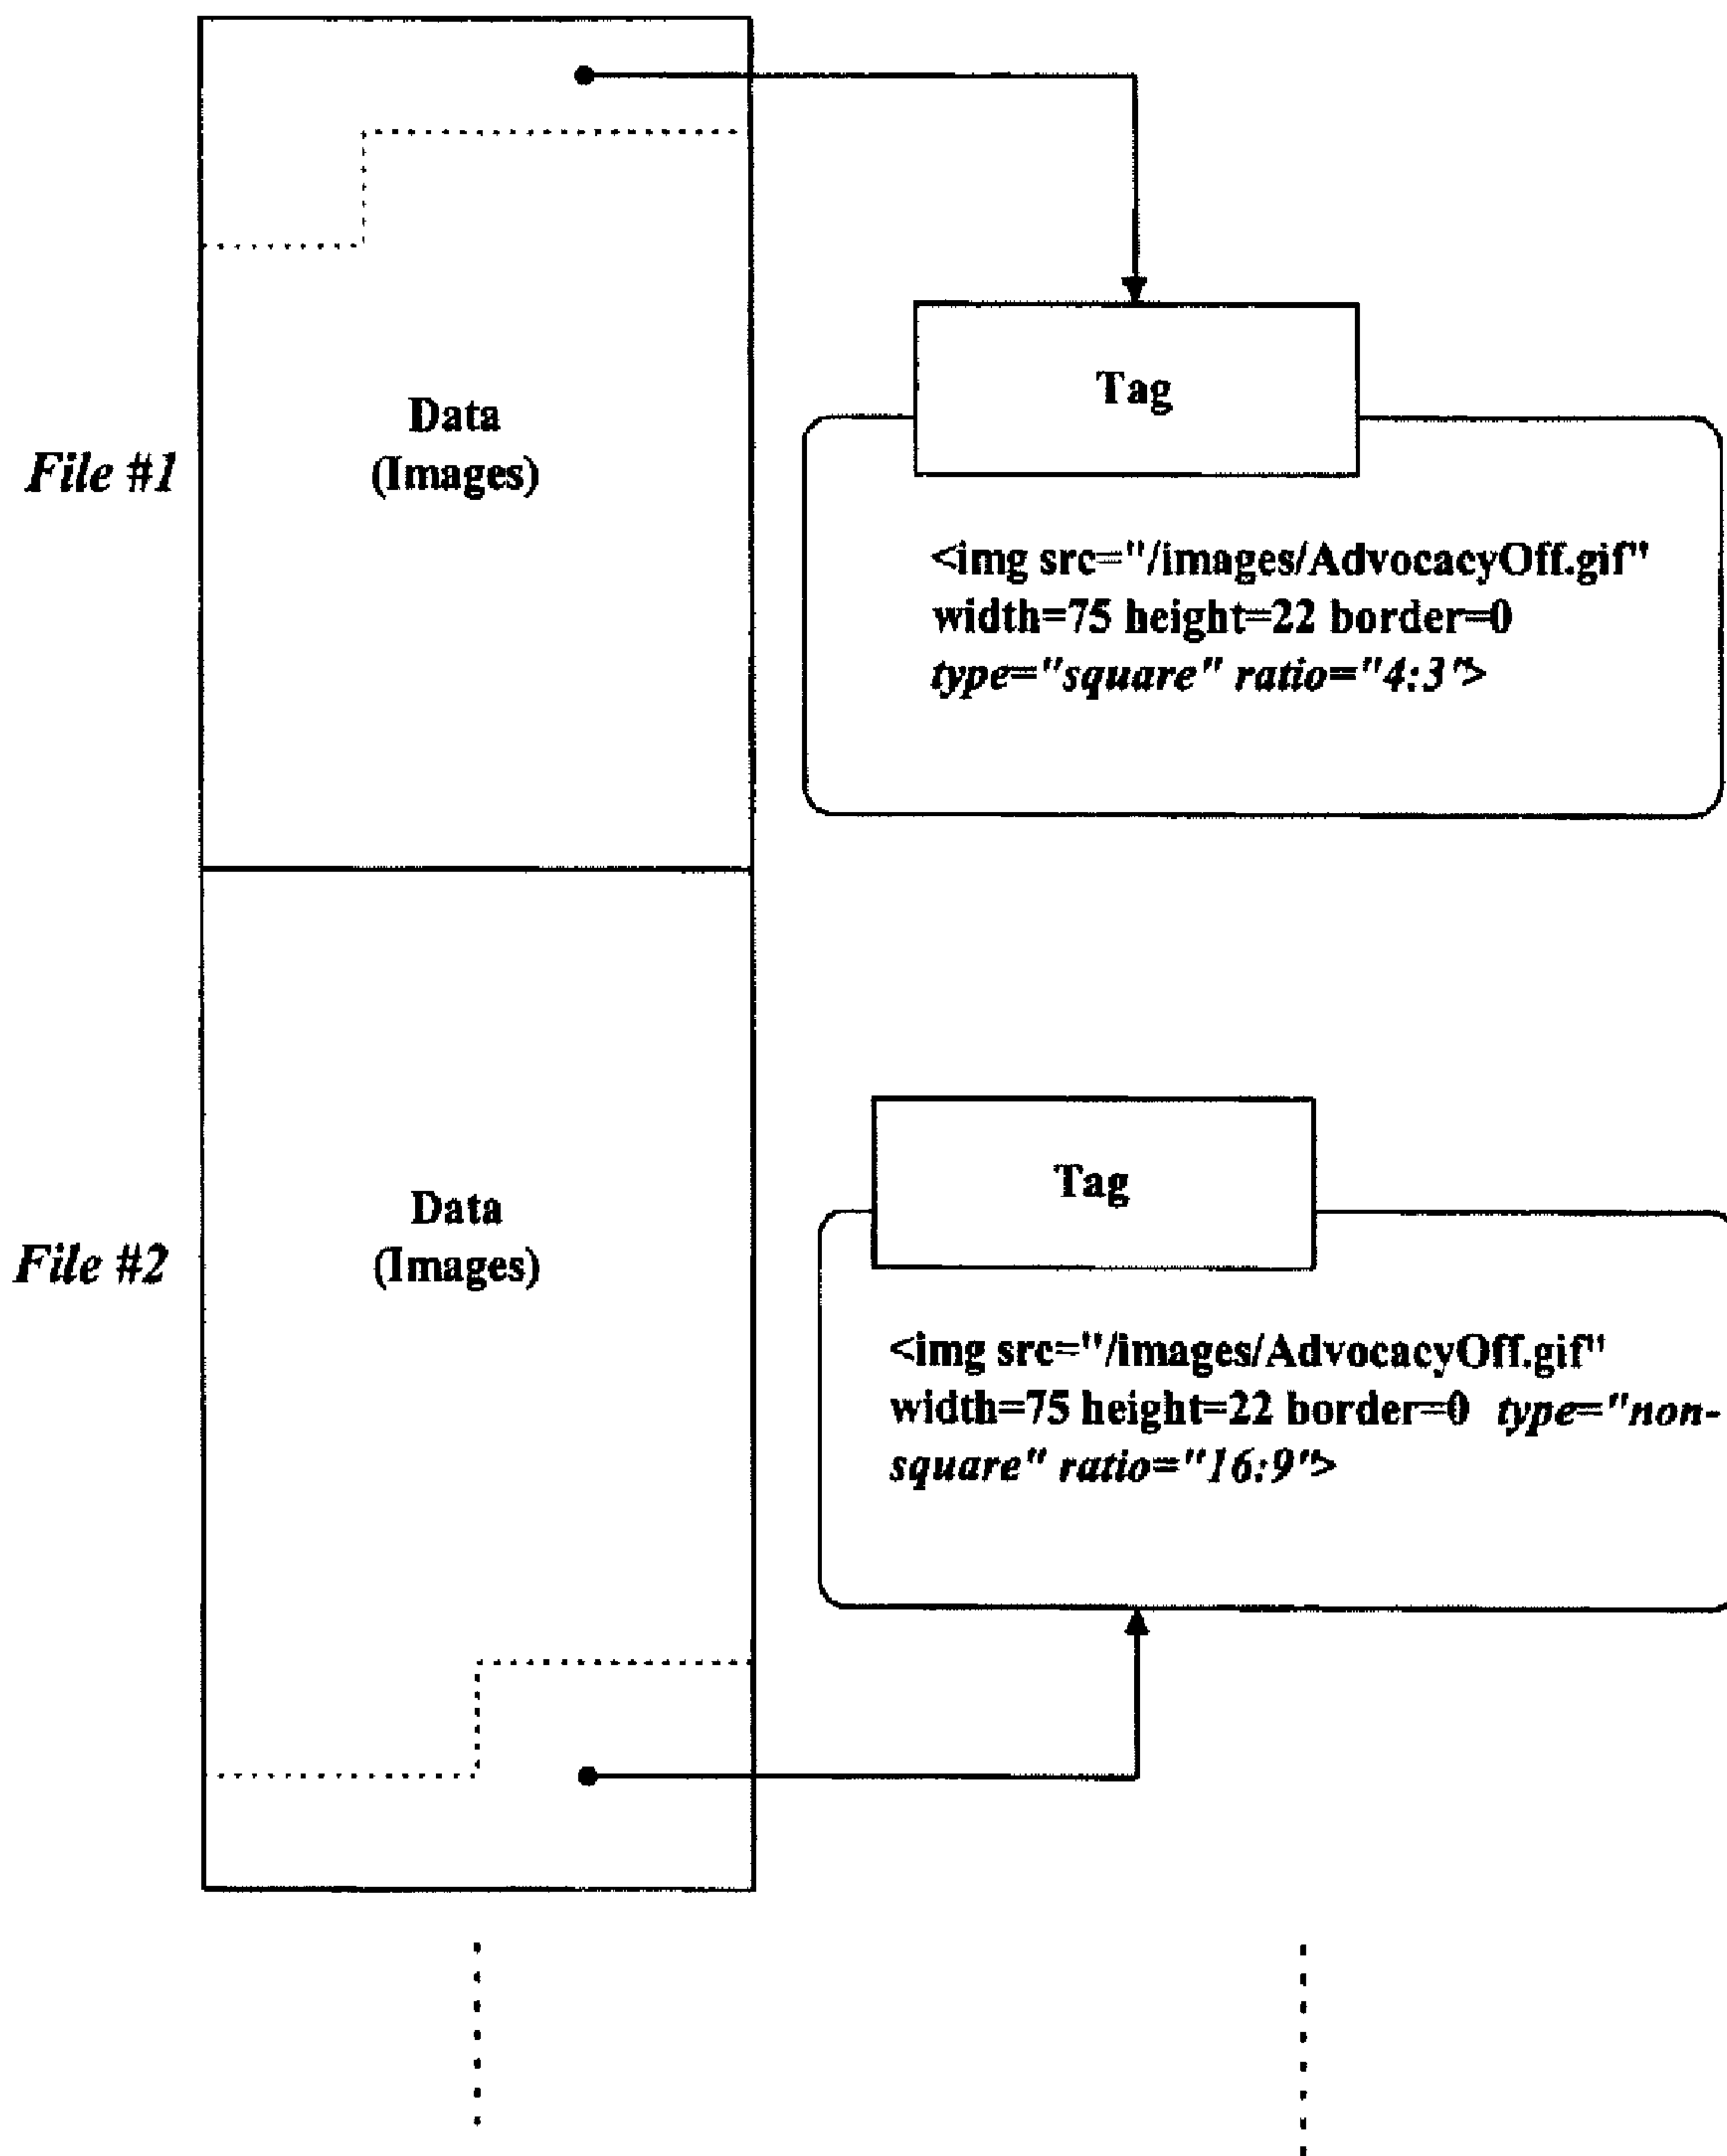 Data
(Images)
File #1
Tag
<img src="/images/AdvocacyOff.gif"
width=75 height=22 border=0
type="square" ratio="4:3">
Data
(Images)
File #2
Tag
<img src="/images/AdvocacyOff.gif"
width=75 height=22 border=0 type="non-
square" ratio="16:9">